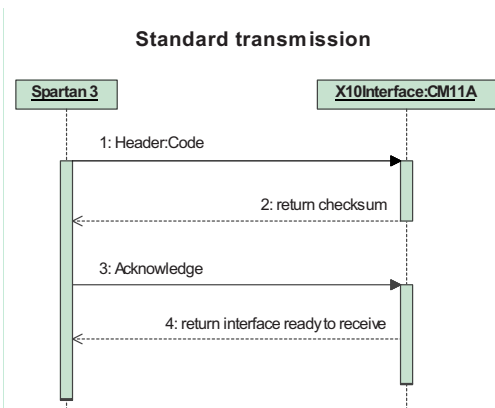 Standard transmission
Spartan 3
X10Interface:CM11A
1: Header:Code
2: return checksum
3: Acknowledge
4: return interface ready to receive